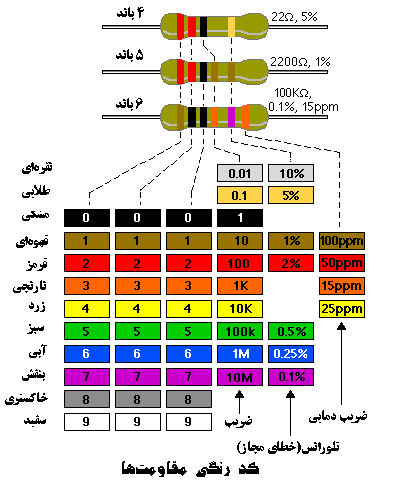 ۴ باند 22Ω, 5%
۵ باند 2200Ω, 1%
۶ باند 100KΩ, 0.1%, 15ppm
نقره‌ای 0.01 10%
طلایی 0.1 5%
مشکی 0 0 0 1
قهوه‌ای 1 1 1 10 1% 100ppm
قرمز 2 2 2 100 2% 50ppm
نارنجی 3 3 3 1K 15ppm
زرد 4 4 4 10K 25ppm
سبز 5 5 5 100k 0.5%
آبی 6 6 6 1M 0.25%
بنفش 7 7 7 10M 0.1%
خاکستری 8 8 8
سفید 9 9 9
ضریب
ضریب دمایی
تلورانس(خطای مجاز)
کد رنگی مقاومت‌ها